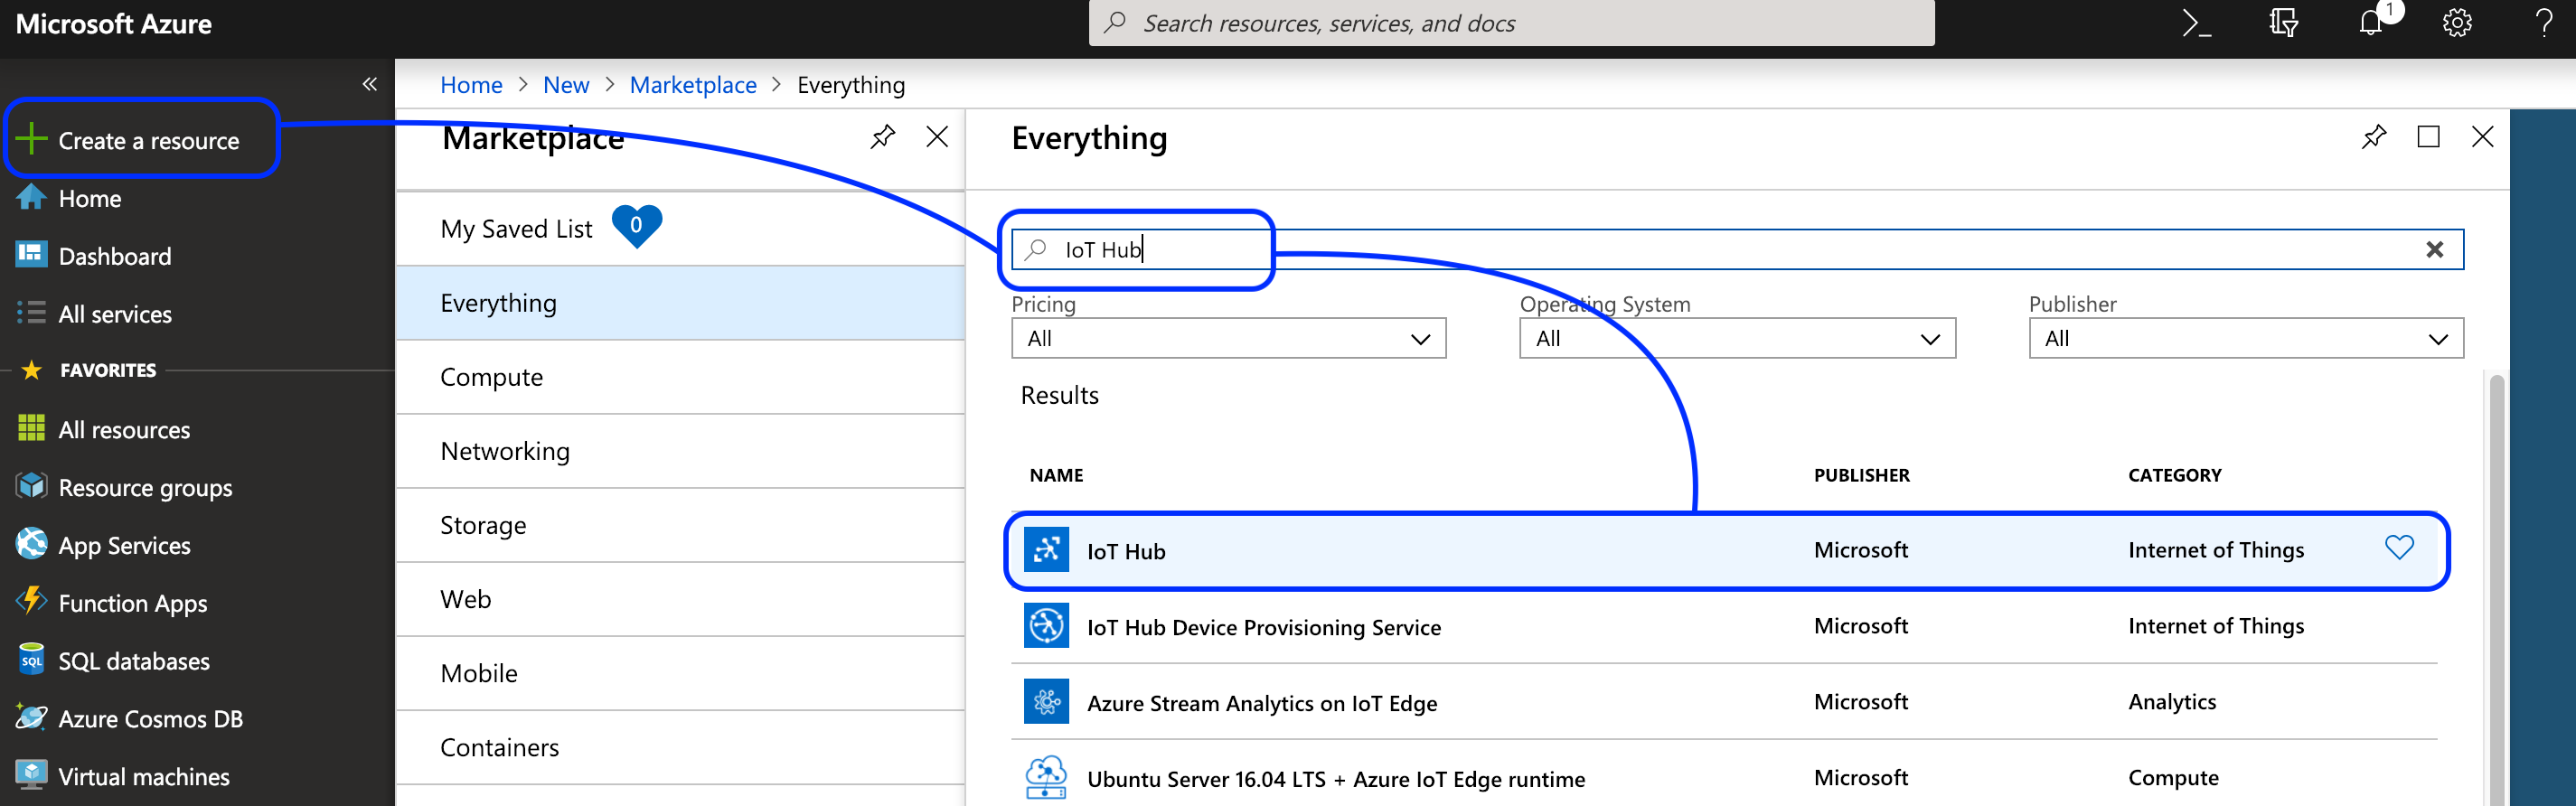 Microsoft Azure
Search resources, services, and docs
1
Create a resource
Home
Dashboard
All services
FAVORITES
All resources
Resource groups
App Services
Function Apps
SQL
SQL databases
Azure Cosmos DB
Virtual machines
Home > New > Marketplace > Everything
Marketplace
My Saved List 0
Everything
Compute
Networking
Storage
Web
Mobile
Containers
Everything
IoT Hub
Pricing Operating System Publisher
All All All
Results
NAME PUBLISHER CATEGORY
IoT Hub Microsoft Internet of Things
IoT Hub Device Provisioning Service Microsoft Internet of Things
Azure Stream Analytics on IoT Edge Microsoft Analytics
Ubuntu Server 16.04 LTS + Azure IoT Edge runtime Microsoft Compute